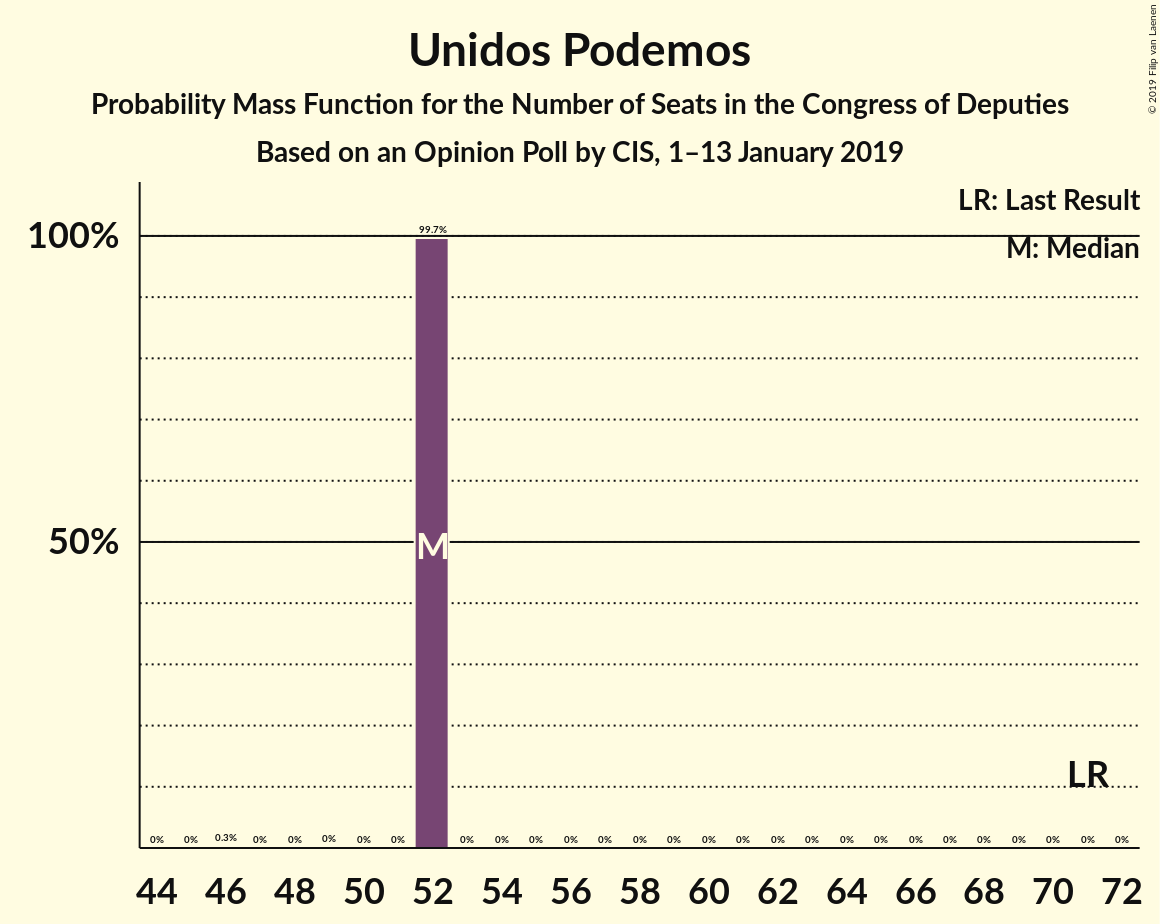 Unidos Podemos
Probability Mass Function for the Number of Seats in the Congress of Deputies
Based on an Opinion Poll by CIS, 1–13 January 2019
© 2019 Filip van Laenen
LR: Last Result
M: Median
100%
50%
99.7%
M
LR
0% 0% 0.3% 0% 0% 0% 0% 0% 0% 0% 0% 0% 0% 0% 0% 0% 0% 0% 0% 0% 0% 0% 0% 0% 0% 0% 0% 0%
44 46 48 50 52 54 56 58 60 62 64 66 68 70 72